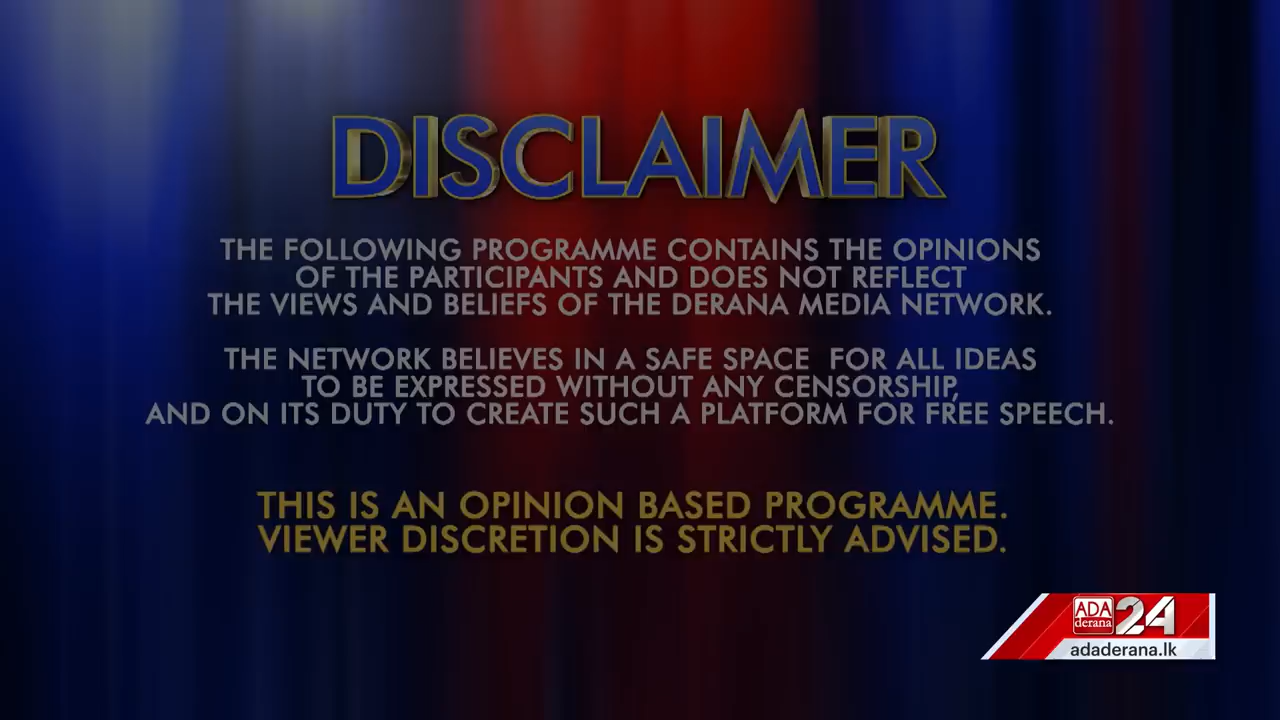 DISCLAIMER
THE FOLLOWING PROGRAMME CONTAINS THE OPINIONS
OF THE PARTICIPANTS AND DOES NOT REFLECT
THE VIEWS AND BELIEFS OF THE DERANA MEDIA NETWORK.
THE NETWORK BELIEVES IN A SAFE SPACE FOR ALL IDEAS
TO BE EXPRESSED WITHOUT ANY CENSORSHIP,
AND ON ITS DUTY TO CREATE SUCH A PLATFORM FOR FREE SPEECH.
THIS IS AN OPINION BASED PROGRAMME.
VIEWER DISCRETION IS STRICTLY ADVISED.
ADA
derana
24
adaderana.lk